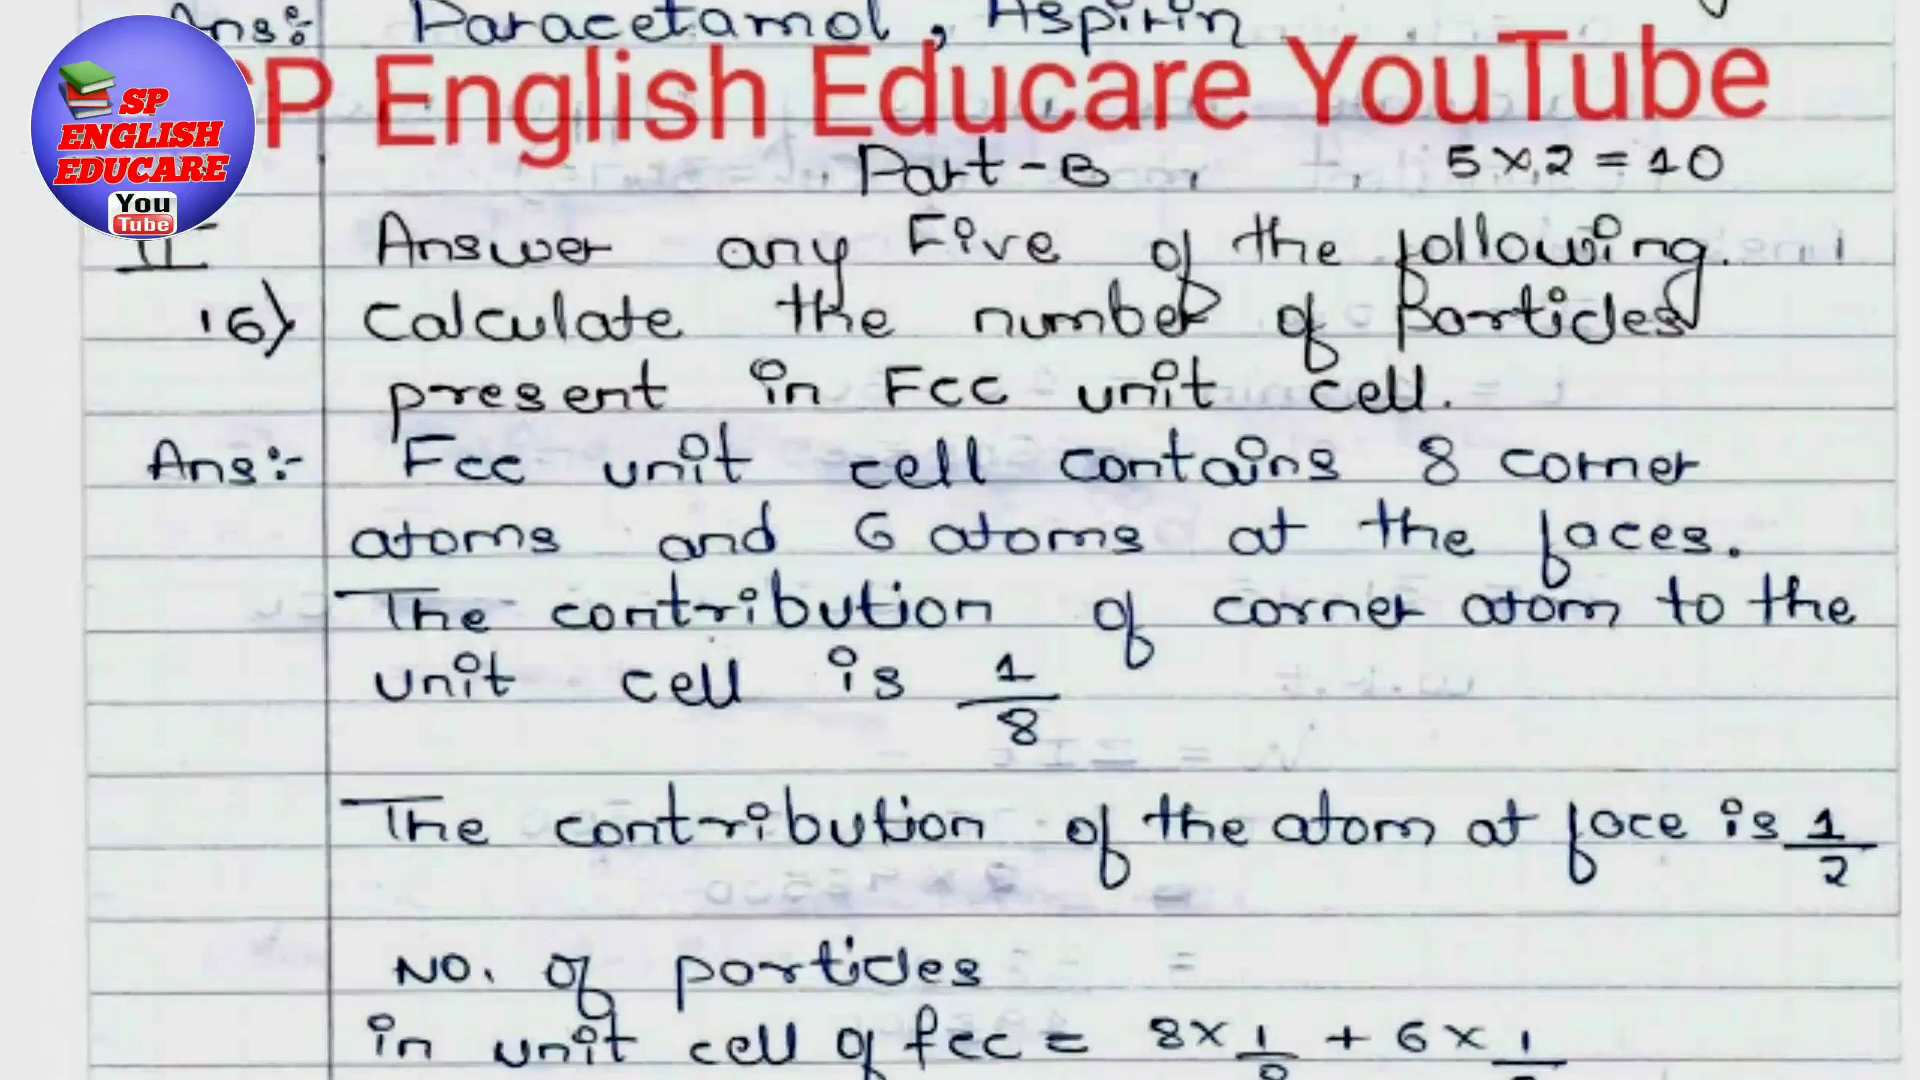 Ans:- Paracetamol, Aspirin
SP English Educare YouTube
SP
ENGLISH
EDUCARE
You
Tube
Part-B 5×2=10
II Answer any Five of the following.
16) Calculate the number of Particles
present in Fcc unit cell.
Ans:- Fcc unit cell contains 8 corner
atoms and 6 atoms at the faces.
The contribution of corner atom to the
unit cell is 1/8
The contribution of the atom at face is 1/2
No. of particles
in unit cell of fcc = 8×1/8 + 6×1/